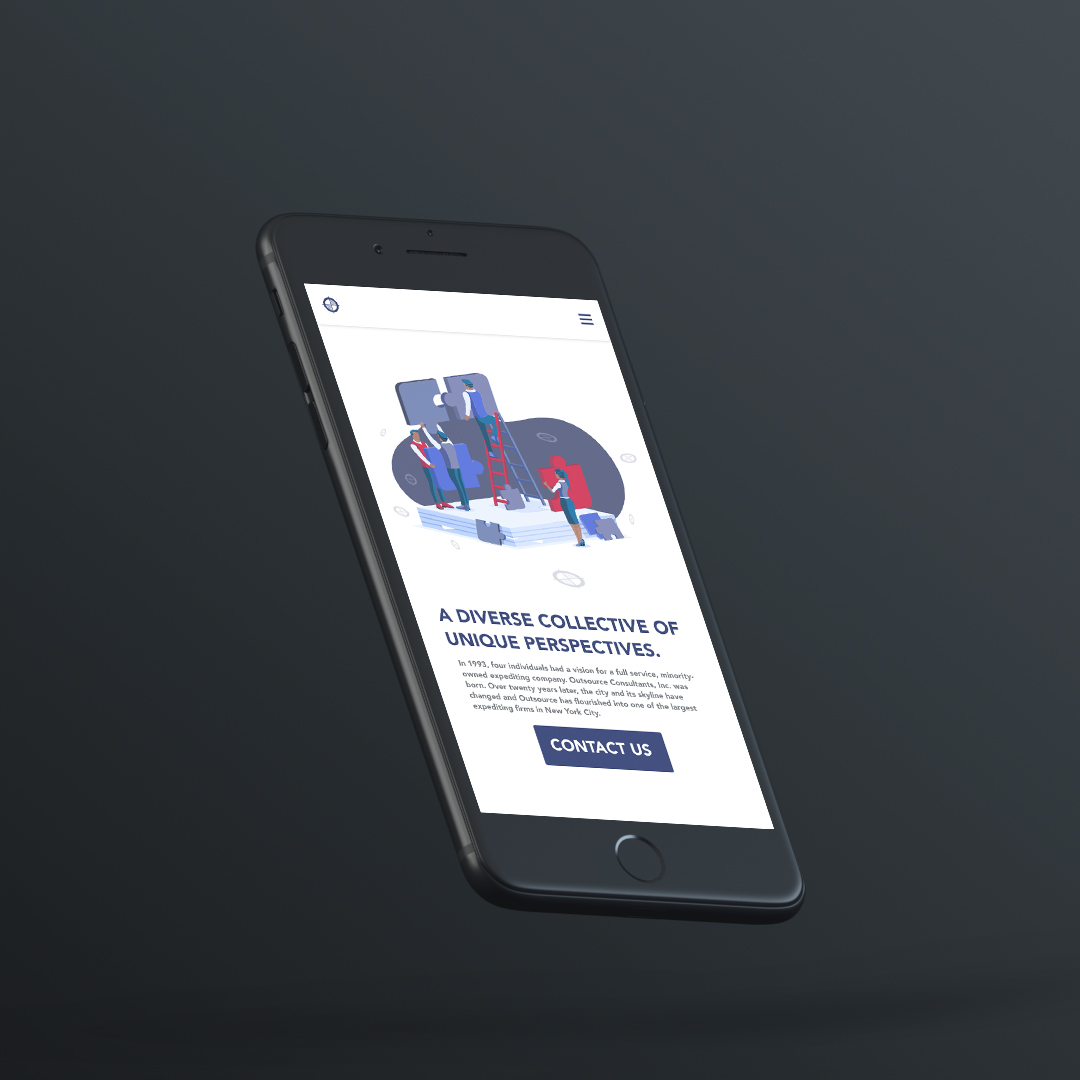 A DIVERSE COLLECTIVE OF
UNIQUE PERSPECTIVES.
In 1993, four individuals had a vision for a full service, minority-
owned expediting company. Outsource Consultants, Inc. was
born. Over twenty years later, the city and its skyline have
changed and Outsource has flourished into one of the largest
expediting firms in New York City.
CONTACT US